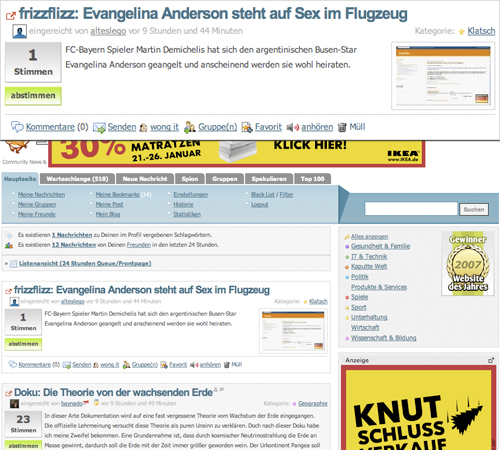 frizzflizz: Evangelina Anderson steht auf Sex im Flugzeug
eingereicht von alteslego vor 9 Stunden und 44 Minuten
Kategorie: Klatsch
1
Stimmen
abstimmen
FC-Bayern Spieler Martin Demichelis hat sich den argentinischen Busen-Star
Evangelina Anderson geangelt und anscheinend werden sie wohl heiraten.
Kommentare (0) Senden wong it Gruppe(n) Favorit anhören Müll
Community News &
30%
MATRATZEN
21.-26. JANUAR
KLICK HIER!
IKEA
www.IKEA.de
Hauptseite Warteschlange (518) Neue Nachricht Spion Gruppen Spekulieren Top 100
Meine Nachrichten Meine Bookmarks (14) Einstellungen Black List / Filter
Meine Gruppen Mein Post Historie Logout
Meine Freunde Mein Blog Statistiken
Suchen
Es existieren 1 Nachrichten zu Deinen im Profil vergebenen Schlagwörtern.
Es existieren 12 Nachrichten von Deinen Freunden in den letzten 24 Stunden.
Listenansicht (24 Stunden Queue/Frontpage)
Alles anzeigen
Gesundheit & Familie
IT & Technik
Kaputte Welt
Politik
Produkte & Services
Spiele
Sport
Unterhaltung
Wirtschaft
Wissenschaft & Bildung
Gewinner
2007
Website
des Jahres
frizzflizz: Evangelina Anderson steht auf Sex im Flugzeug
eingereicht von alteslego vor 9 Stunden und 44 Minuten
Kategorie: Klatsch
1
Stimmen
abstimmen
FC-Bayern Spieler Martin Demichelis hat sich den argentinischen Busen-Star
Evangelina Anderson geangelt und anscheinend werden sie wohl heiraten.
Kommentare (0) Senden wong it Gruppe(n) Favorit anhören Müll
Anzeige
KNUT
SCHLUSS
VERKAUF
Doku: Die Theorie von der wachsenden Erde
eingereicht von bannado vor 9 Stunden und 49 Minuten
Kategorie: Geographie
23
Stimmen
In dieser Arte Dokumentation wird auf eine fast vergessene Theorie vom Wachstum der Erde eingegangen.
Die offizielle Lehrmeinung versucht diese Theorie als puren Unsinn zu verklären. Doch nach dieser Doku habe
ich meine Zweifel bekommen. Eine Grundannahme ist, dass durch kosmischer Neutrinostrahlung die Erde an
Masse gewinnt, dardurch soll die Erde mit der Zeit immer größer geworden sein. Der Urkontinent Pangea soll